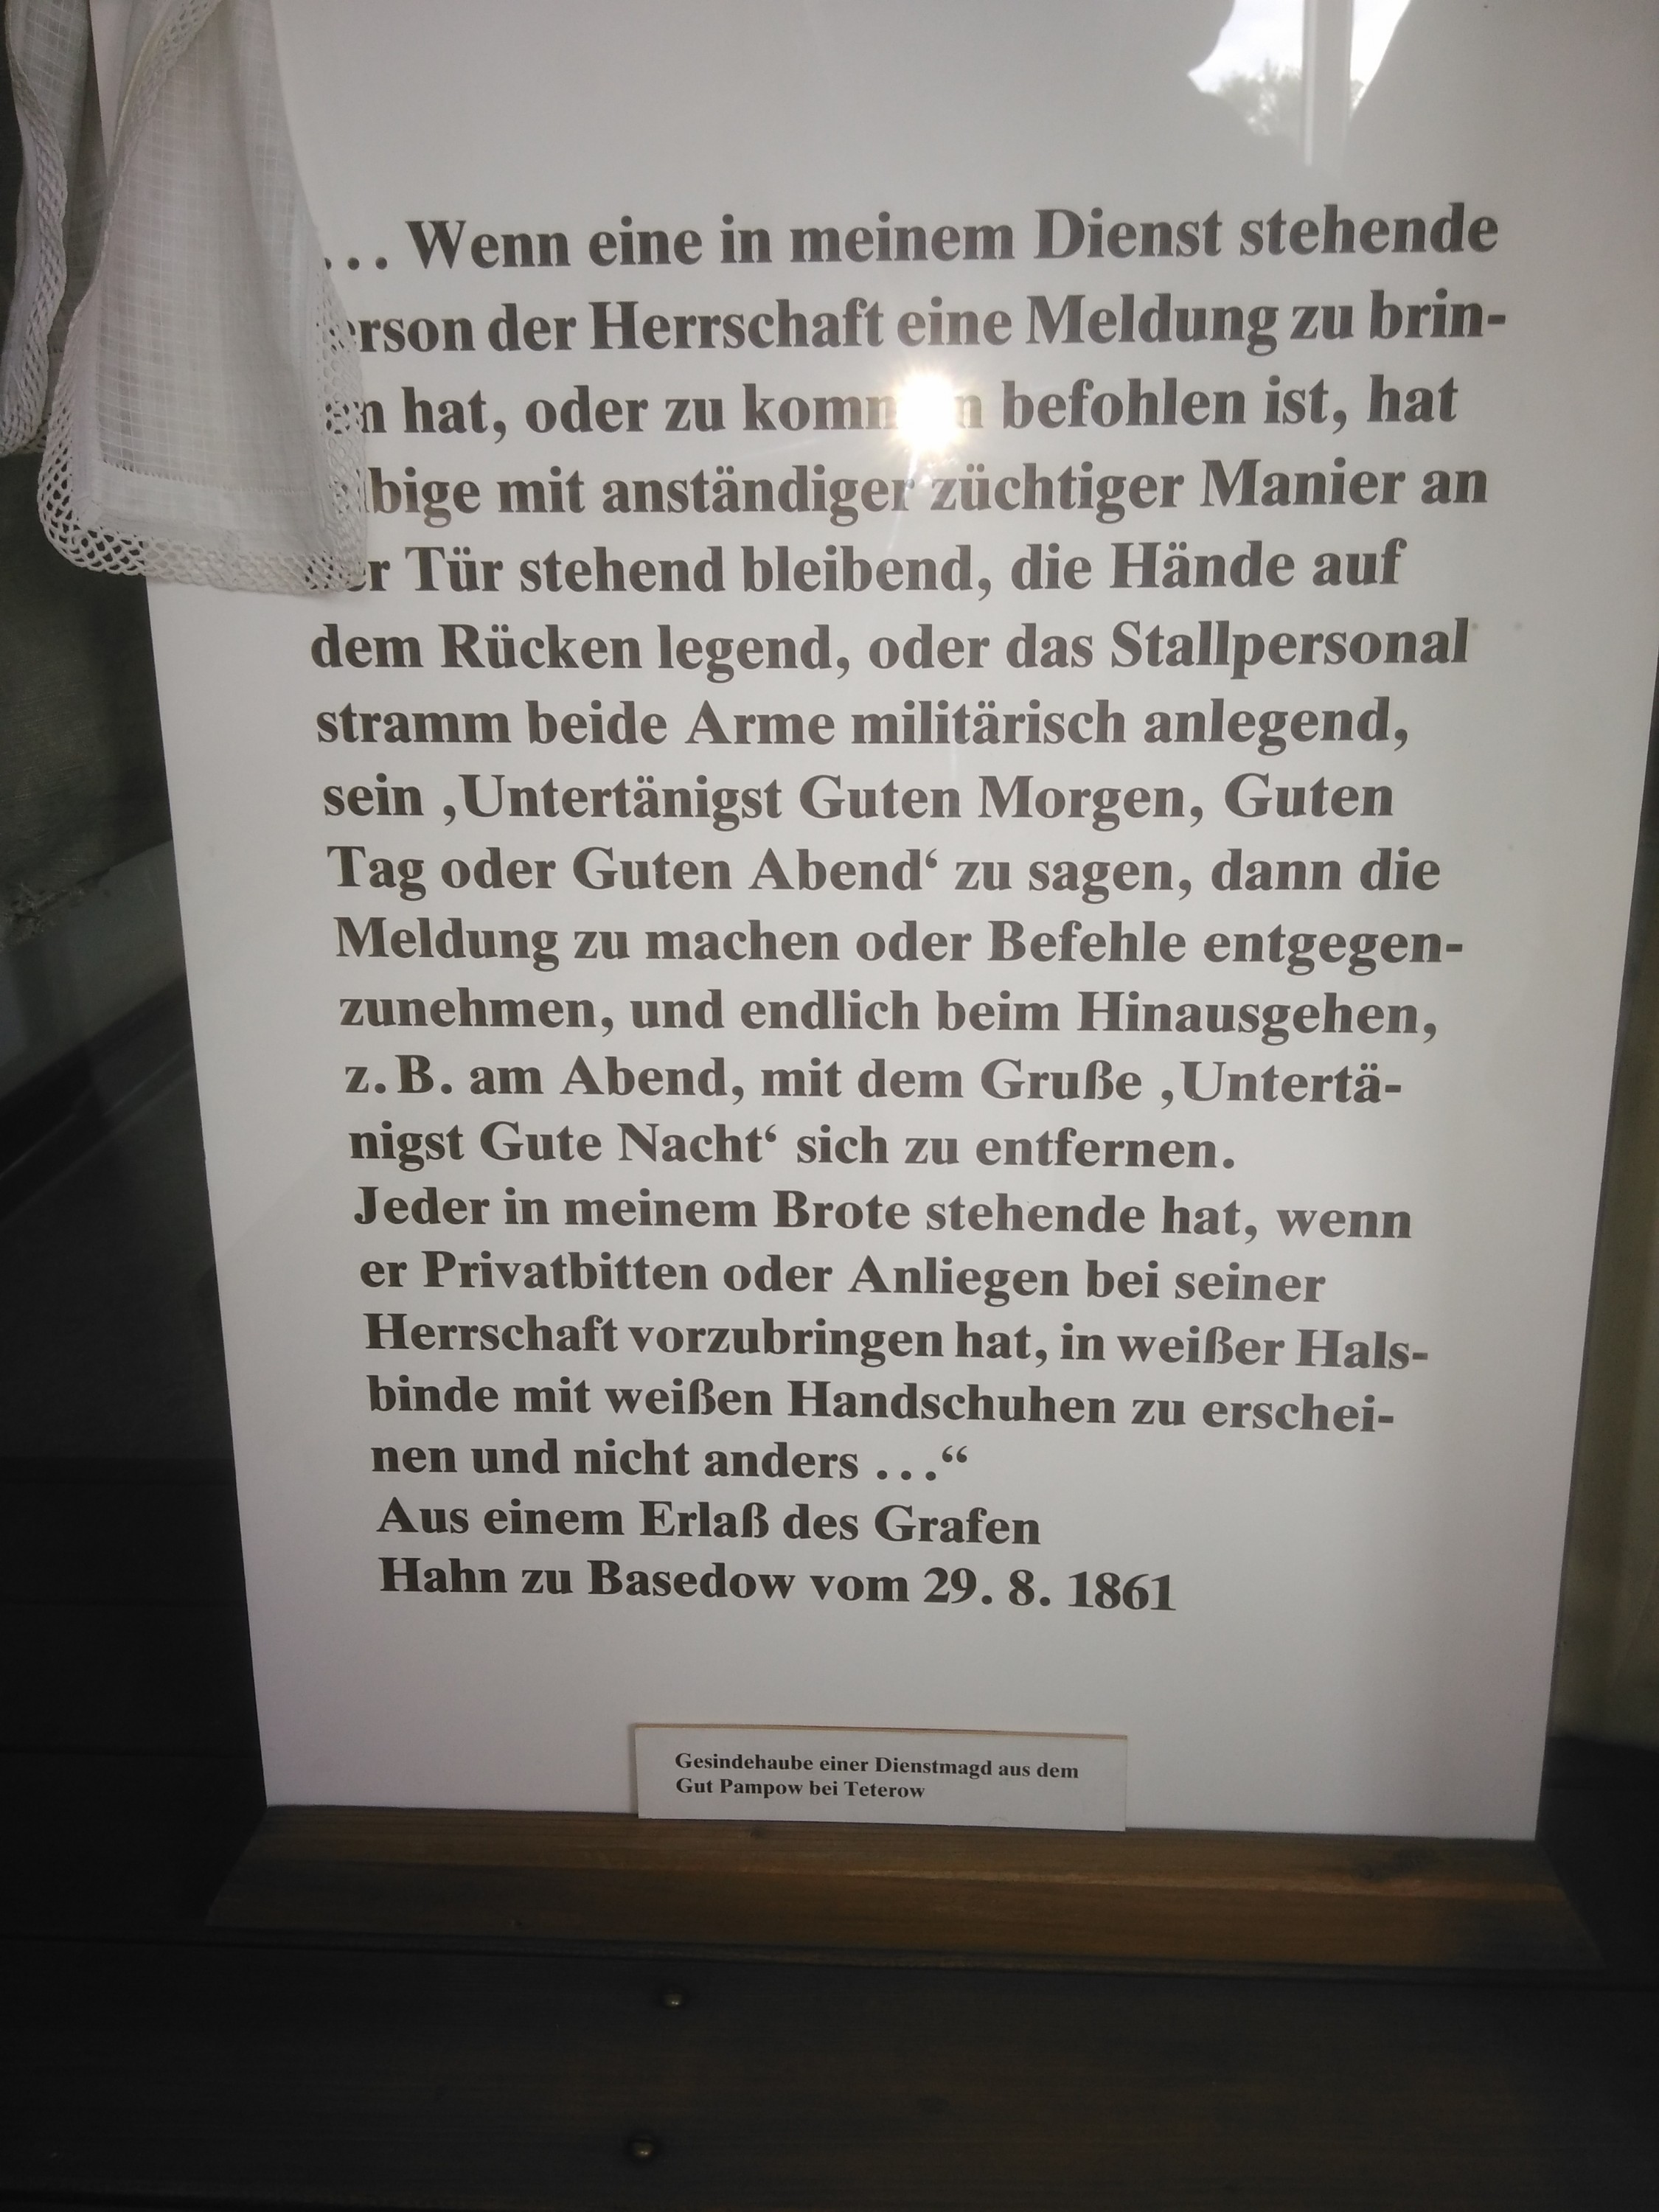 ... Wenn eine in meinem Dienst stehende
der Herrschaft eine Meldung zu brin-
hat, oder zu befohlen ist, hat
mit anständiger züchtiger Manier an
Tür stehend bleibend, die Hände auf
dem Rücken legend, oder das Stallpersonal
stramm beide Arme militärisch anlegend,
sein ‚Untertänigst Guten Morgen, Guten
Tag oder Guten Abend‘ zu sagen, dann die
Meldung zu machen oder Befehle entgegen-
zunehmen, und endlich beim Hinausgehen,
z. B. am Abend, mit dem Gruße ‚Untertä-
nigst Gute Nacht‘ sich zu entfernen.
Jeder in meinem Brote stehende hat, wenn
er Privatbitten oder Anliegen bei seiner
Herrschaft vorzubringen hat, in weißer Hals-
binde mit weißen Handschuhen zu erschei-
nen und nicht anders ...“
Aus einem Erlaß des Grafen
Hahn zu Basedow vom 29. 8. 1861
Gesindehaube einer Dienstmagd aus dem
Gut Pampow bei Teterow